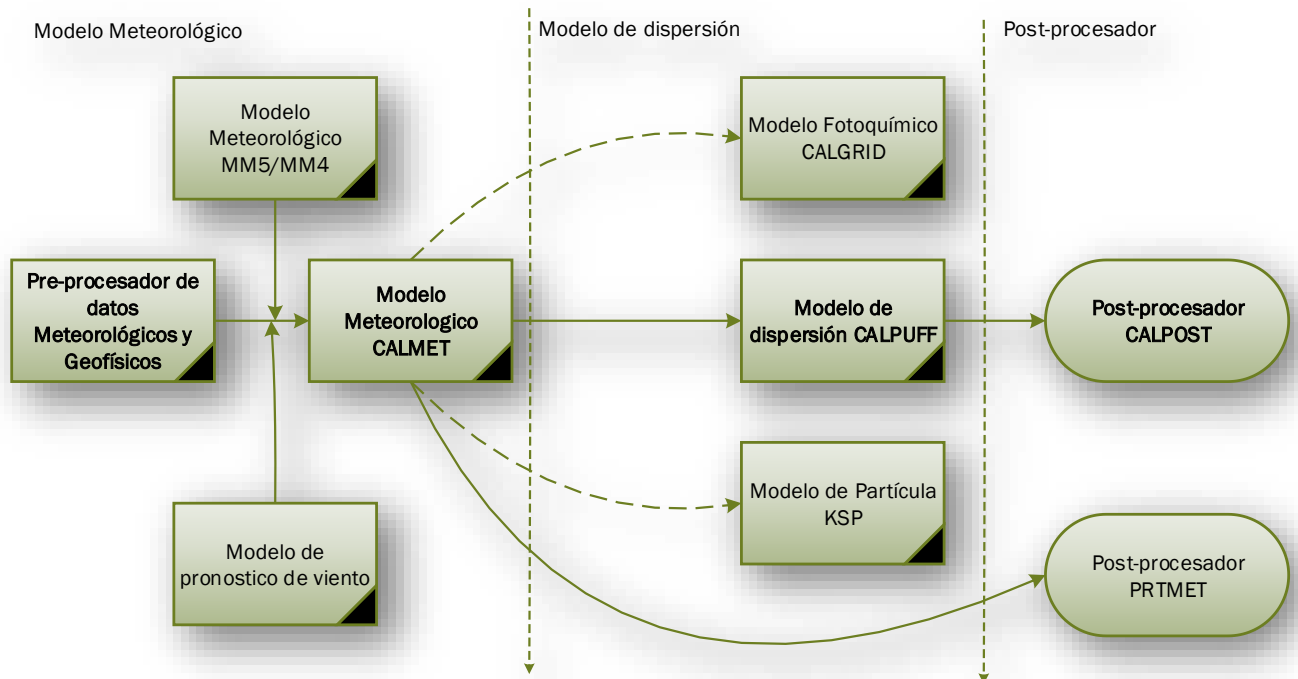 Modelo Meteorológico
Modelo de dispersión
Post-procesador
Modelo
Meteorológico
MM5/MM4
Modelo Fotoquímico
CALGRID
Pre-procesador de
datos
Meteorológicos y
Geofísicos
Modelo
Meteorologico
CALMET
Modelo de
dispersión CALPUFF
Post-procesador
CALPOST
Modelo de Partícula
KSP
Modelo de
pronostico de viento
Post-procesador
PRTMET